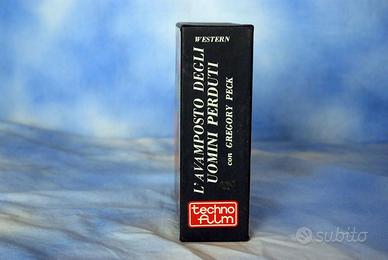 WESTERN
L'AVAMPOSTO DEGLI
UOMINI PERDUTI
con GREGORY PECK
techno
film
subito